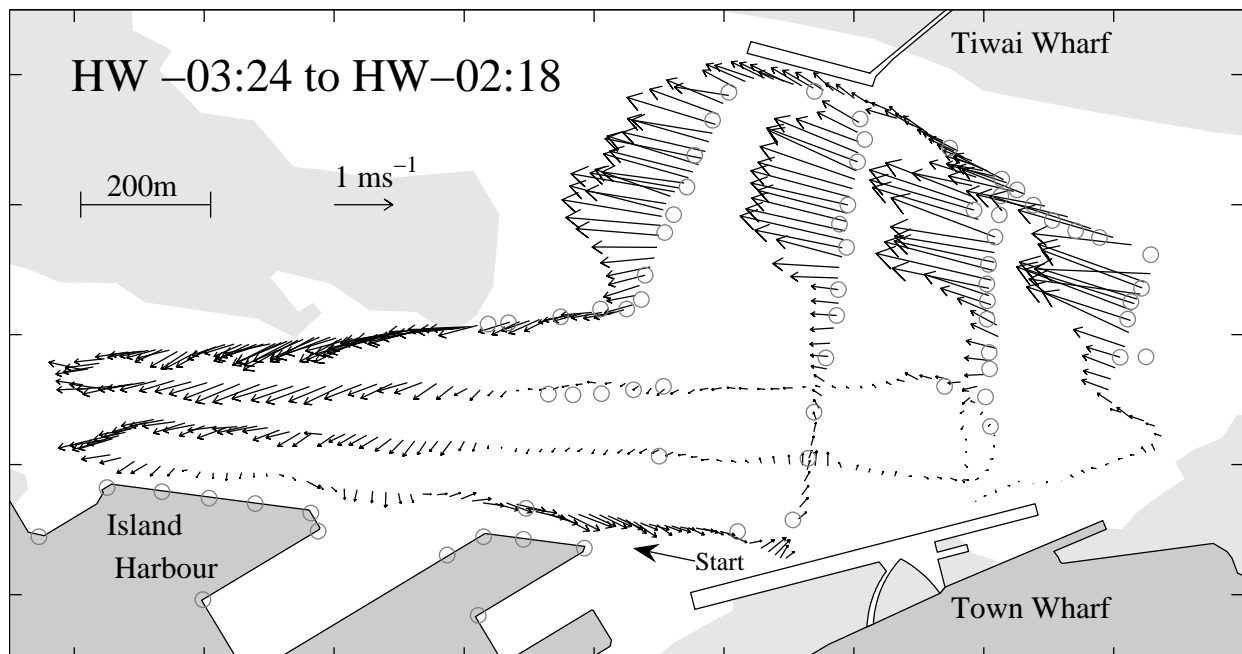 Tiwai Wharf
HW −03:24 to HW−02:18
200m
1 ms−1
Island
Harbour
Start
Town Wharf